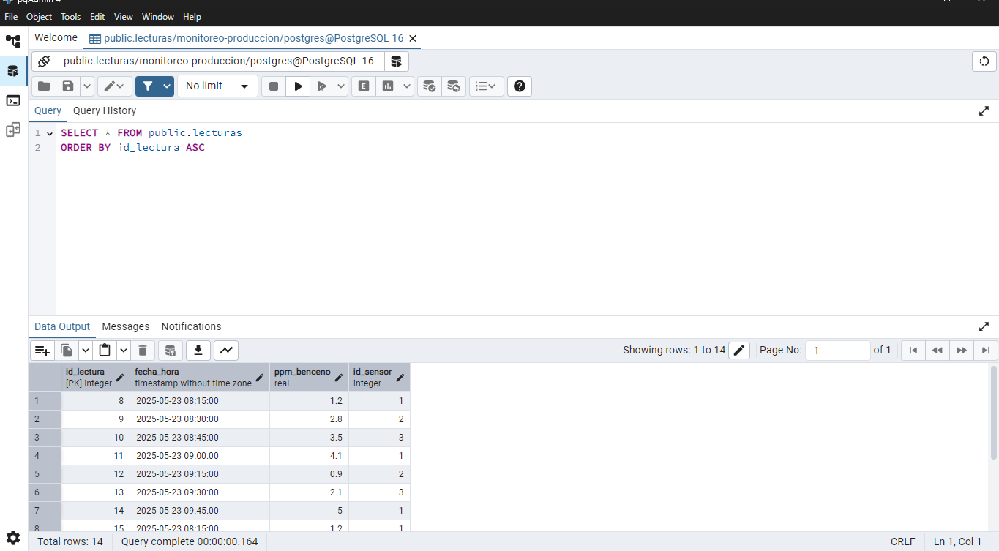 pgAdmin 4
File Object Tools Edit View Window Help
Welcome public.lecturas/monitoreo-produccion/postgres@PostgreSQL 16
public.lecturas/monitoreo-produccion/postgres@PostgreSQL 16
No limit E
Query Query History
1 SELECT * FROM public.lecturas
2 ORDER BY id_lectura ASC
Data Output Messages Notifications
Showing rows: 1 to 14 Page No: 1 of 1
id_lectura fecha_hora ppm_benceno id_sensor
[PK] integer timestamp without time zone real integer
1 8 2025-05-23 08:15:00 1.2 1
2 9 2025-05-23 08:30:00 2.8 2
3 10 2025-05-23 08:45:00 3.5 3
4 11 2025-05-23 09:00:00 4.1 1
5 12 2025-05-23 09:15:00 0.9 2
6 13 2025-05-23 09:30:00 2.1 3
7 14 2025-05-23 09:45:00 5 1
8 15 2025-05-23 08:15:00 1.2 1
Total rows: 14 Query complete 00:00:00.164 CRLF Ln 1, Col 1